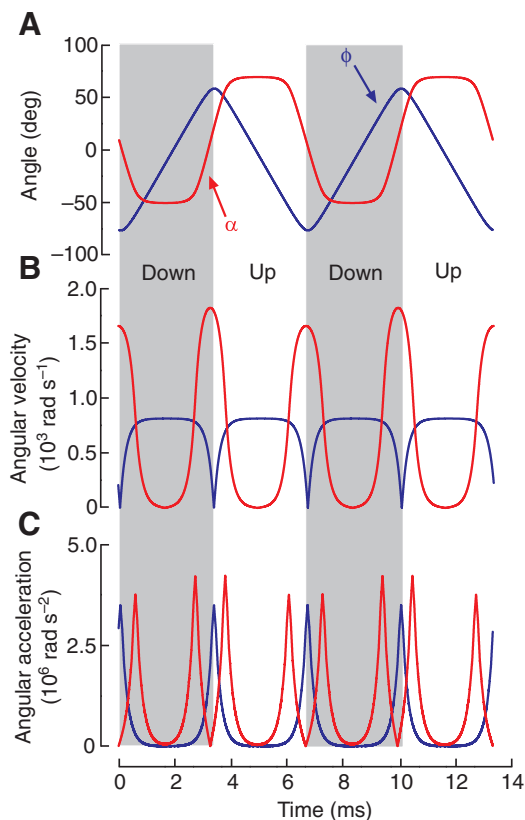 A
100
50
0
−50
−100
Angle (deg)
ϕ
α
B
Down
Up
Down
Up
2.0
1.5
1.0
0.5
0
Angular velocity
(10³ rad s⁻¹)
C
5.0
2.5
0
Angular acceleration
(10⁶ rad s⁻²)
0 2 4 6 8 10 12 14
Time (ms)